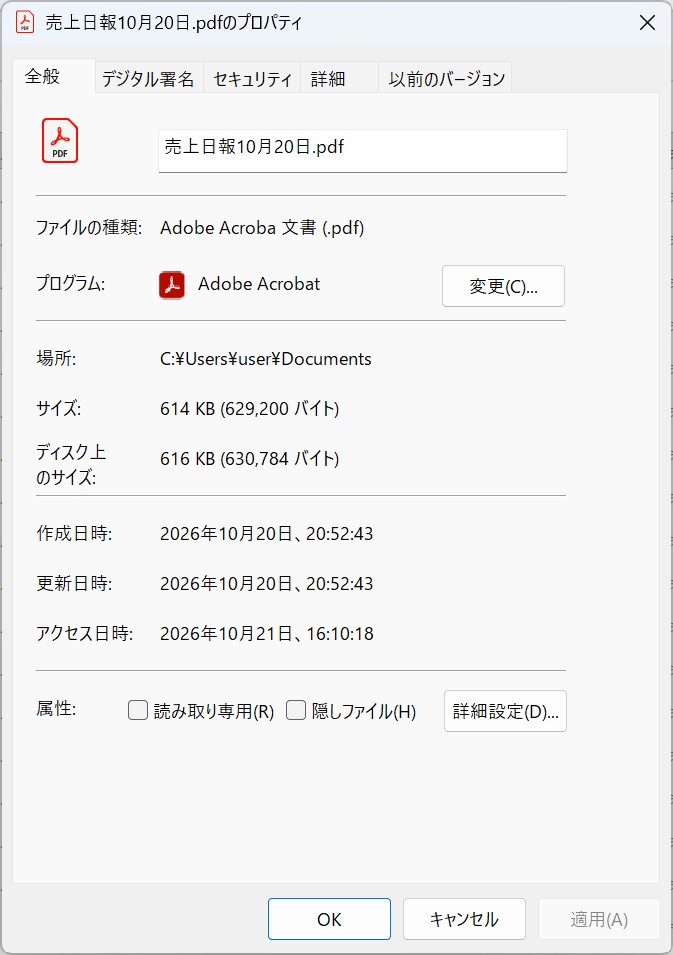 売上日報10月20日.pdfのプロパティ
全般 デジタル署名 セキュリティ 詳細 以前のバージョン
PDF 売上日報10月20日.pdf
ファイルの種類: Adobe Acroba 文書 (.pdf)
プログラム: Adobe Acrobat 変更(C)...
場所: C:¥Users¥user¥Documents
サイズ: 614 KB (629,200 バイト)
ディスク上
のサイズ: 616 KB (630,784 バイト)
作成日時: 2026年10月20日、20:52:43
更新日時: 2026年10月20日、20:52:43
アクセス日時: 2026年10月21日、16:10:18
属性: 読み取り専用(R) 隠しファイル(H) 詳細設定(D)...
OK キャンセル 適用(A)